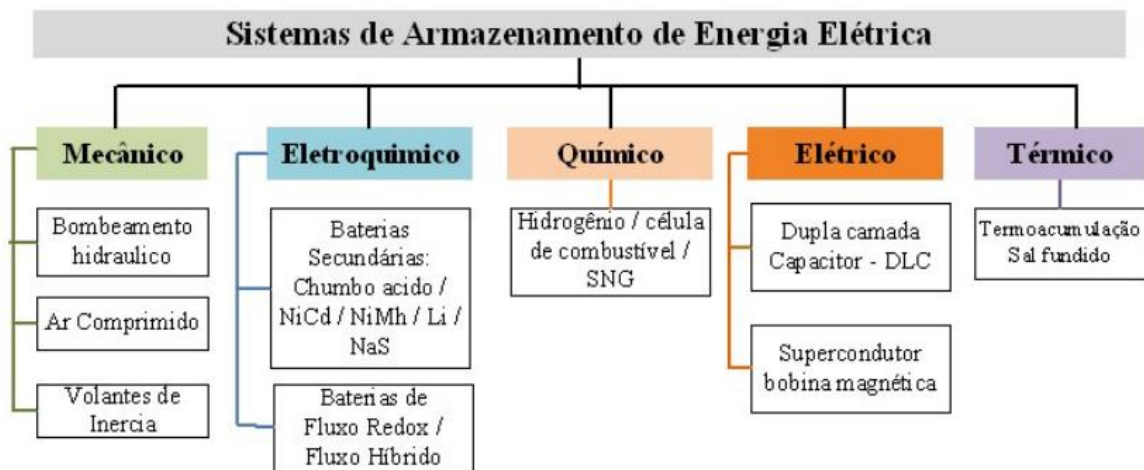 Sistemas de Armazenamento de Energia Elétrica
Mecânico
Bombeamento
hidraulico
Ar Comprimido
Volantes de
Inercia
Eletroquimico
Baterias
Secundárias:
Chumbo acido /
NiCd / NiMh / Li /
NaS
Baterias de
Fluxo Redox /
Fluxo Híbrido
Químico
Hidrogênio / célula
de combustível /
SNG
Elétrico
Dupla camada
Capacitor - DLC
Supercondutor
bobina magnética
Térmico
Termoacumulação
Sal fundido